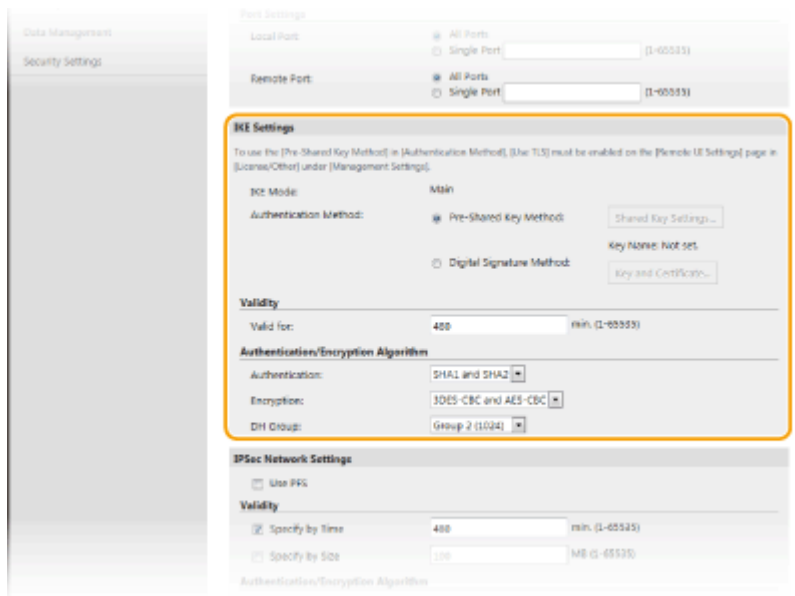 Port Settings
Data Management
Local Port:
All Ports
Single Port
(1-65535)
Security Settings
Remote Port:
All Ports
Single Port
(1-65535)
IKE Settings
To use the [Pre-Shared Key Method] in [Authentication Method], [Use TLS] must be enabled on the [Remote UI Settings] page in
[License/Other] under [Management Settings].
IKE Mode:
Main
Authentication Method:
Pre-Shared Key Method:
Shared Key Settings...
Key Name: Not set.
Digital Signature Method:
Key and Certificate...
Validity
Valid for:
480
min. (1-65535)
Authentication/Encryption Algorithm
Authentication:
SHA1 and SHA2
Encryption:
3DES-CBC and AES-CBC
DH Group:
Group 2 (1024)
IPSec Network Settings
Use PFS
Validity
Specify by Time
480
min. (1-65535)
Specify by Size
100
MB (1-65535)
Authentication/Encryption Algorithm